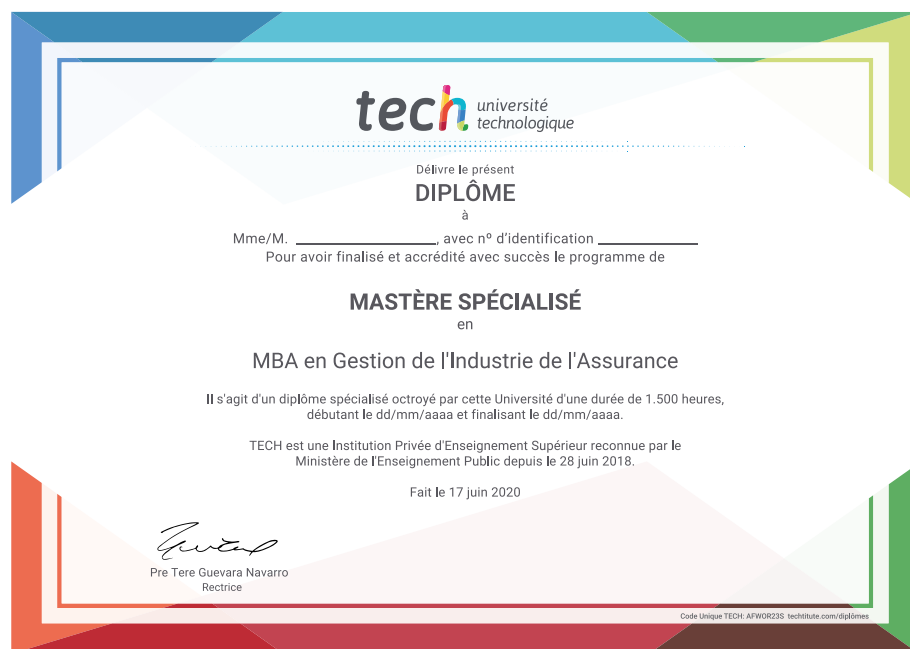 tech université
technologique
Délivre le présent
DIPLÔME
à
Mme/M. ____________________, avec nº d'identification ______________
Pour avoir finalisé et accrédité avec succès le programme de
MASTÈRE SPÉCIALISÉ
en
MBA en Gestion de l'Industrie de l'Assurance
Il s'agit d'un diplôme spécialisé octroyé par cette Université d'une durée de 1.500 heures,
débutant le dd/mm/aaaa et finalisant le dd/mm/aaaa.
TECH est une Institution Privée d'Enseignement Supérieur reconnue par le
Ministère de l'Enseignement Public depuis le 28 juin 2018.
Fait le 17 juin 2020
Pre Tere Guevara Navarro
Rectrice
Code Unique TECH: AFWOR23S techtitute.com/diplômes